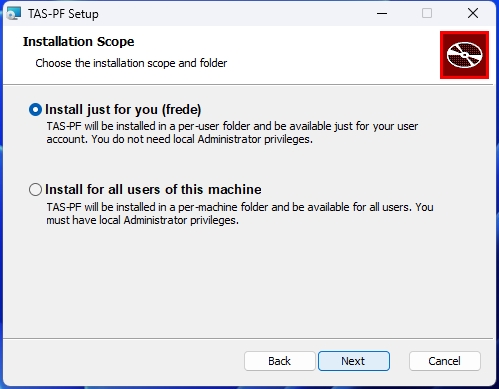 TAS-PF Setup
Installation Scope
Choose the installation scope and folder
Install just for you (frede)
TAS-PF will be installed in a per-user folder and be available just for your user
account. You do not need local Administrator privileges.
Install for all users of this machine
TAS-PF will be installed in a per-machine folder and be available for all users. You
must have local Administrator privileges.
Back
Next
Cancel